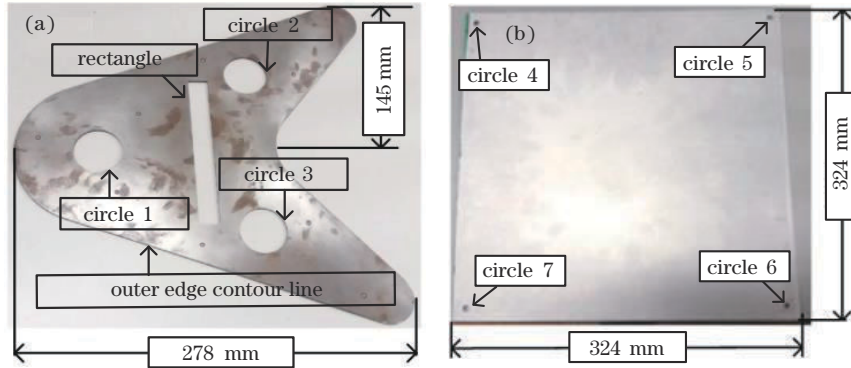 (a)
circle 2
rectangle
145 mm
circle 3
circle 1
outer edge contour line
278 mm
(b)
circle 4
circle 5
324 mm
circle 7
circle 6
324 mm